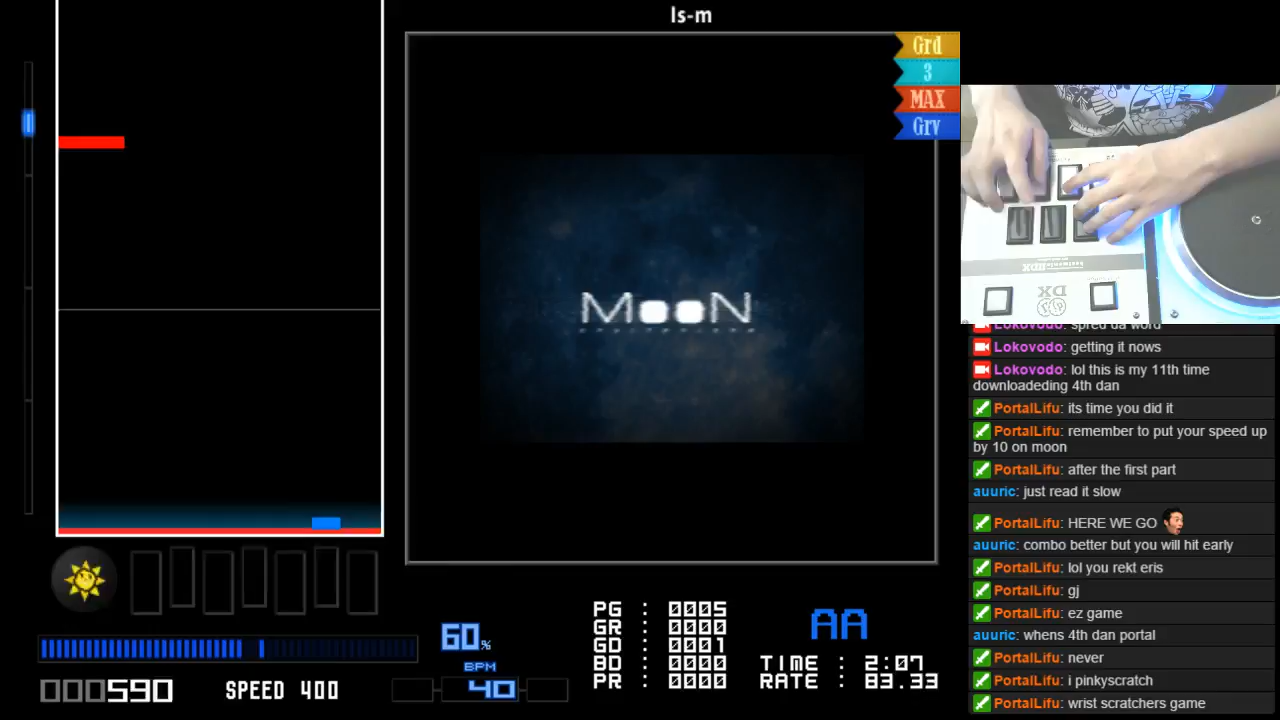 ls-m
Grd
3
MAX
Grv
MooN
60%
BPM
40
000590
SPEED 400
PG : 0005
GR : 0000
GD : 0001
BD : 0000
PR : 0000
AA
TIME : 2:07
RATE : 83.33
Lokovodo: spred da word
Lokovodo: getting it nows
Lokovodo: lol this is my 11th time
downloadeding 4th dan
PortalLifu: its time you did it
PortalLifu: remember to put your speed up
by 10 on moon
PortalLifu: after the first part
auuric: just read it slow
PortalLifu: HERE WE GO
auuric: combo better but you will hit early
PortalLifu: lol you rekt eris
PortalLifu: gj
PortalLifu: ez game
auuric: whens 4th dan portal
PortalLifu: never
PortalLifu: i pinkyscratch
PortalLifu: wrist scratchers game